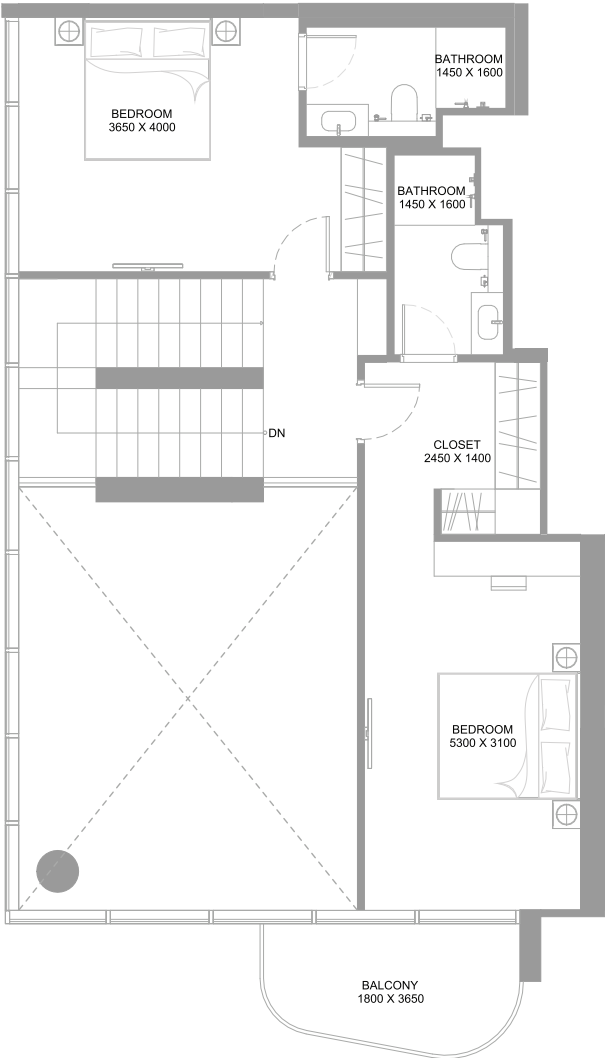 BATHROOM
1450 X 1600
BEDROOM
3650 X 4000
BATHROOM
1450 X 1600
DN
CLOSET
2450 X 1400
BEDROOM
5300 X 3100
BALCONY
1800 X 3650